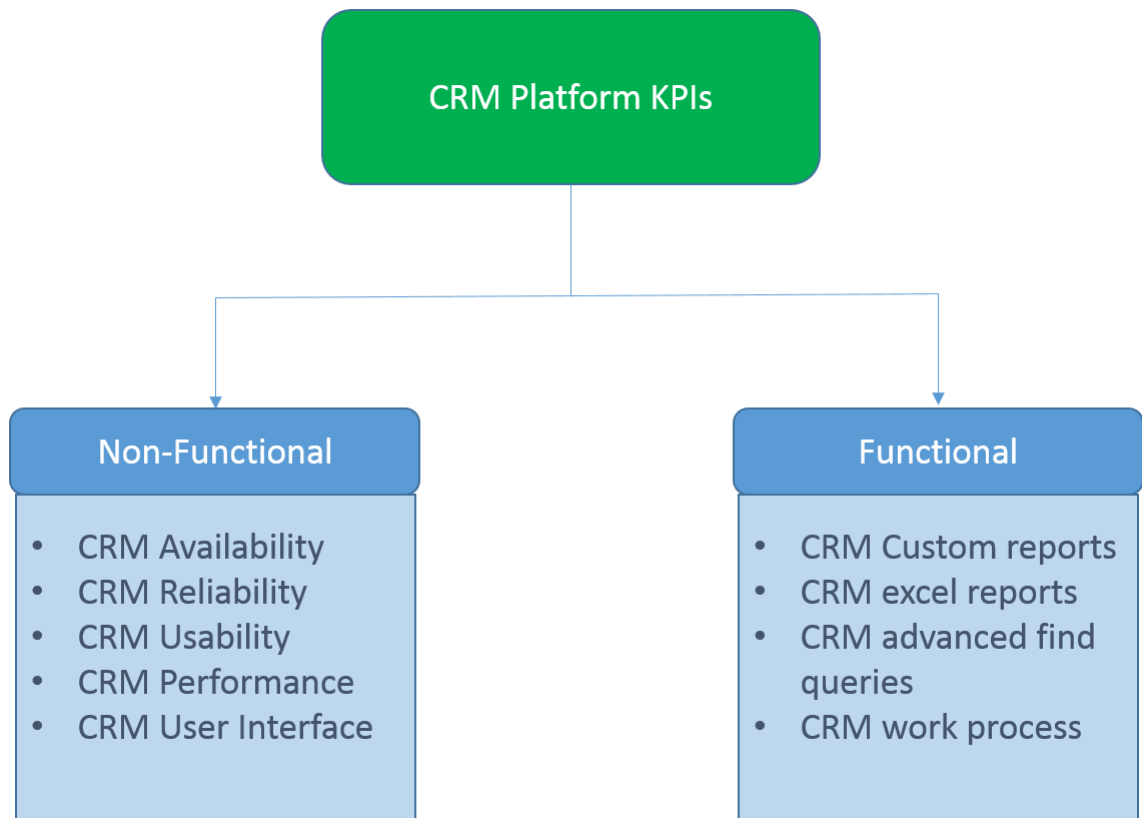 CRM Platform KPIs
Non-Functional
• CRM Availability
• CRM Reliability
• CRM Usability
• CRM Performance
• CRM User Interface
Functional
• CRM Custom reports
• CRM excel reports
• CRM advanced find
queries
• CRM work process